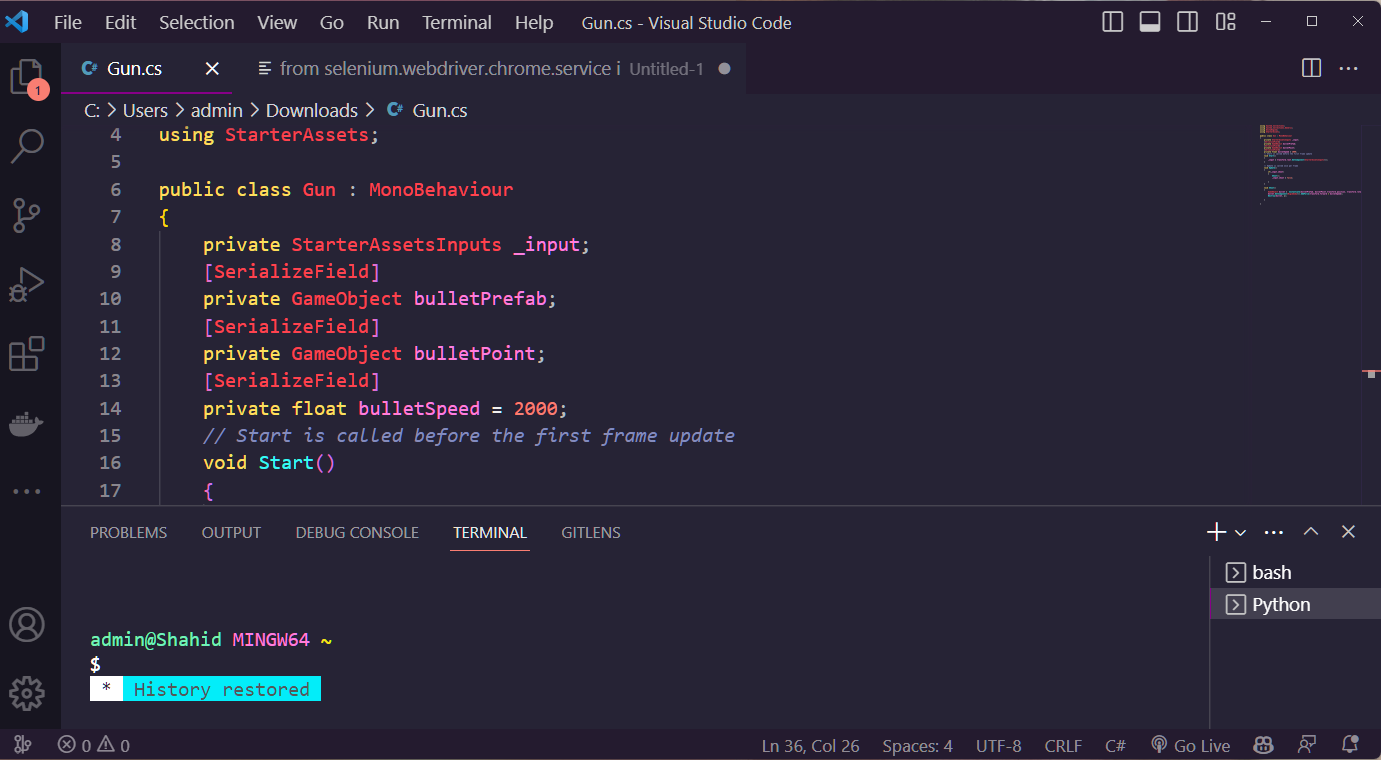 File Edit Selection View Go Run Terminal Help Gun.cs - Visual Studio Code
1
Gun.cs from selenium.webdriver.chrome.service i Untitled-1
C: > Users > admin > Downloads > Gun.cs
4 using StarterAssets;
5
6 public class Gun : MonoBehaviour
7 {
8 private StarterAssetsInputs _input;
9 [SerializeField]
10 private GameObject bulletPrefab;
11 [SerializeField]
12 private GameObject bulletPoint;
13 [SerializeField]
14 private float bulletSpeed = 2000;
15 // Start is called before the first frame update
16 void Start()
17 {
PROBLEMS OUTPUT DEBUG CONSOLE TERMINAL GITLENS
bash
Python
admin@Shahid MINGW64 ~
$
* History restored
0 0 Ln 36, Col 26 Spaces: 4 UTF-8 CRLF C# Go Live